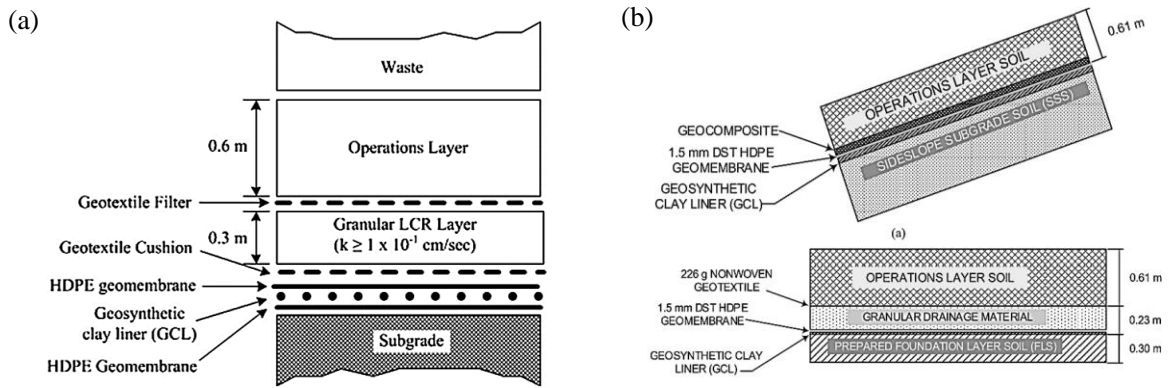 (a)
Waste
0.6 m
Operations Layer
Geotextile Filter
0.3 m
Granular LCR Layer
(k ≥ 1 x 10⁻¹ cm/sec)
Geotextile Cushion
HDPE geomembrane
Geosynthetic
clay liner (GCL)
HDPE Geomembrane
Subgrade
(b)
0.61 m
OPERATIONS LAYER SOIL
GEOCOMPOSITE
1.5 mm DST HDPE
GEOMEMBRANE
GEOSYNTHETIC
CLAY LINER (GCL)
SIDESLOPE SUBGRADE SOIL (SSS)
(a)
226 g NONWOVEN
GEOTEXTILE
OPERATIONS LAYER SOIL
0.61 m
1.5 mm DST HDPE
GEOMEMBRANE
GRANULAR DRAINAGE MATERIAL
0.23 m
GEOSYNTHETIC CLAY
LINER (GCL)
PREPARED FOUNDATION LAYER SOIL (FLS)
0.30 m